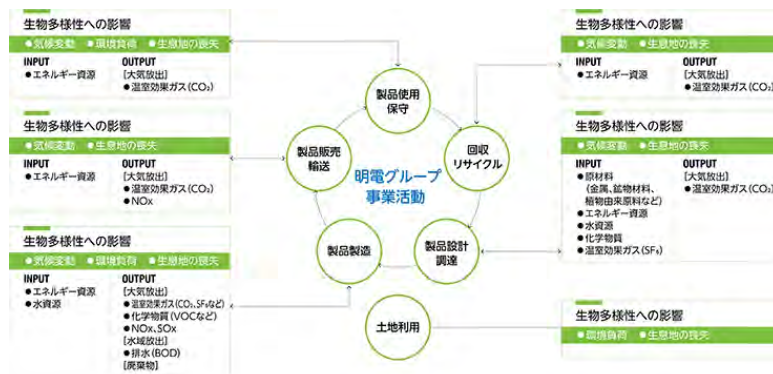 生物多様性への影響
●気候変動 ●環境負荷 ●生息地の喪失
INPUT
●エネルギー資源
OUTPUT
[大気放出]
●温室効果ガス(CO₂)
生物多様性への影響
●気候変動 ●生息地の喪失
INPUT
●エネルギー資源
OUTPUT
[大気放出]
●温室効果ガス(CO₂)
●NOx
生物多様性への影響
●気候変動 ●環境負荷 ●生息地の喪失
INPUT
●エネルギー資源
●水資源
OUTPUT
[大気放出]
●温室効果ガス(CO₂,SF₆など)
●化学物質(VOCなど)
●NOx,SOx
[水域放出]
●排水(BOD)
[廃棄物]
製品使用
保守
製品販売
輸送
回収
リサイクル
明電グループ
事業活動
製品製造
製品設計
調達
土地利用
生物多様性への影響
●気候変動 ●生息地の喪失
INPUT
●エネルギー資源
OUTPUT
[大気放出]
●温室効果ガス(CO₂)
生物多様性への影響
●気候変動 ●生息地の喪失
INPUT
●原材料
(金属、鉱物材料、
植物由来原料など)
●エネルギー資源
●水資源
●化学物質
●温室効果ガス(SF₆)
OUTPUT
[大気放出]
●温室効果ガス(CO₂)
生物多様性への影響
●環境負荷 ●生息地の喪失